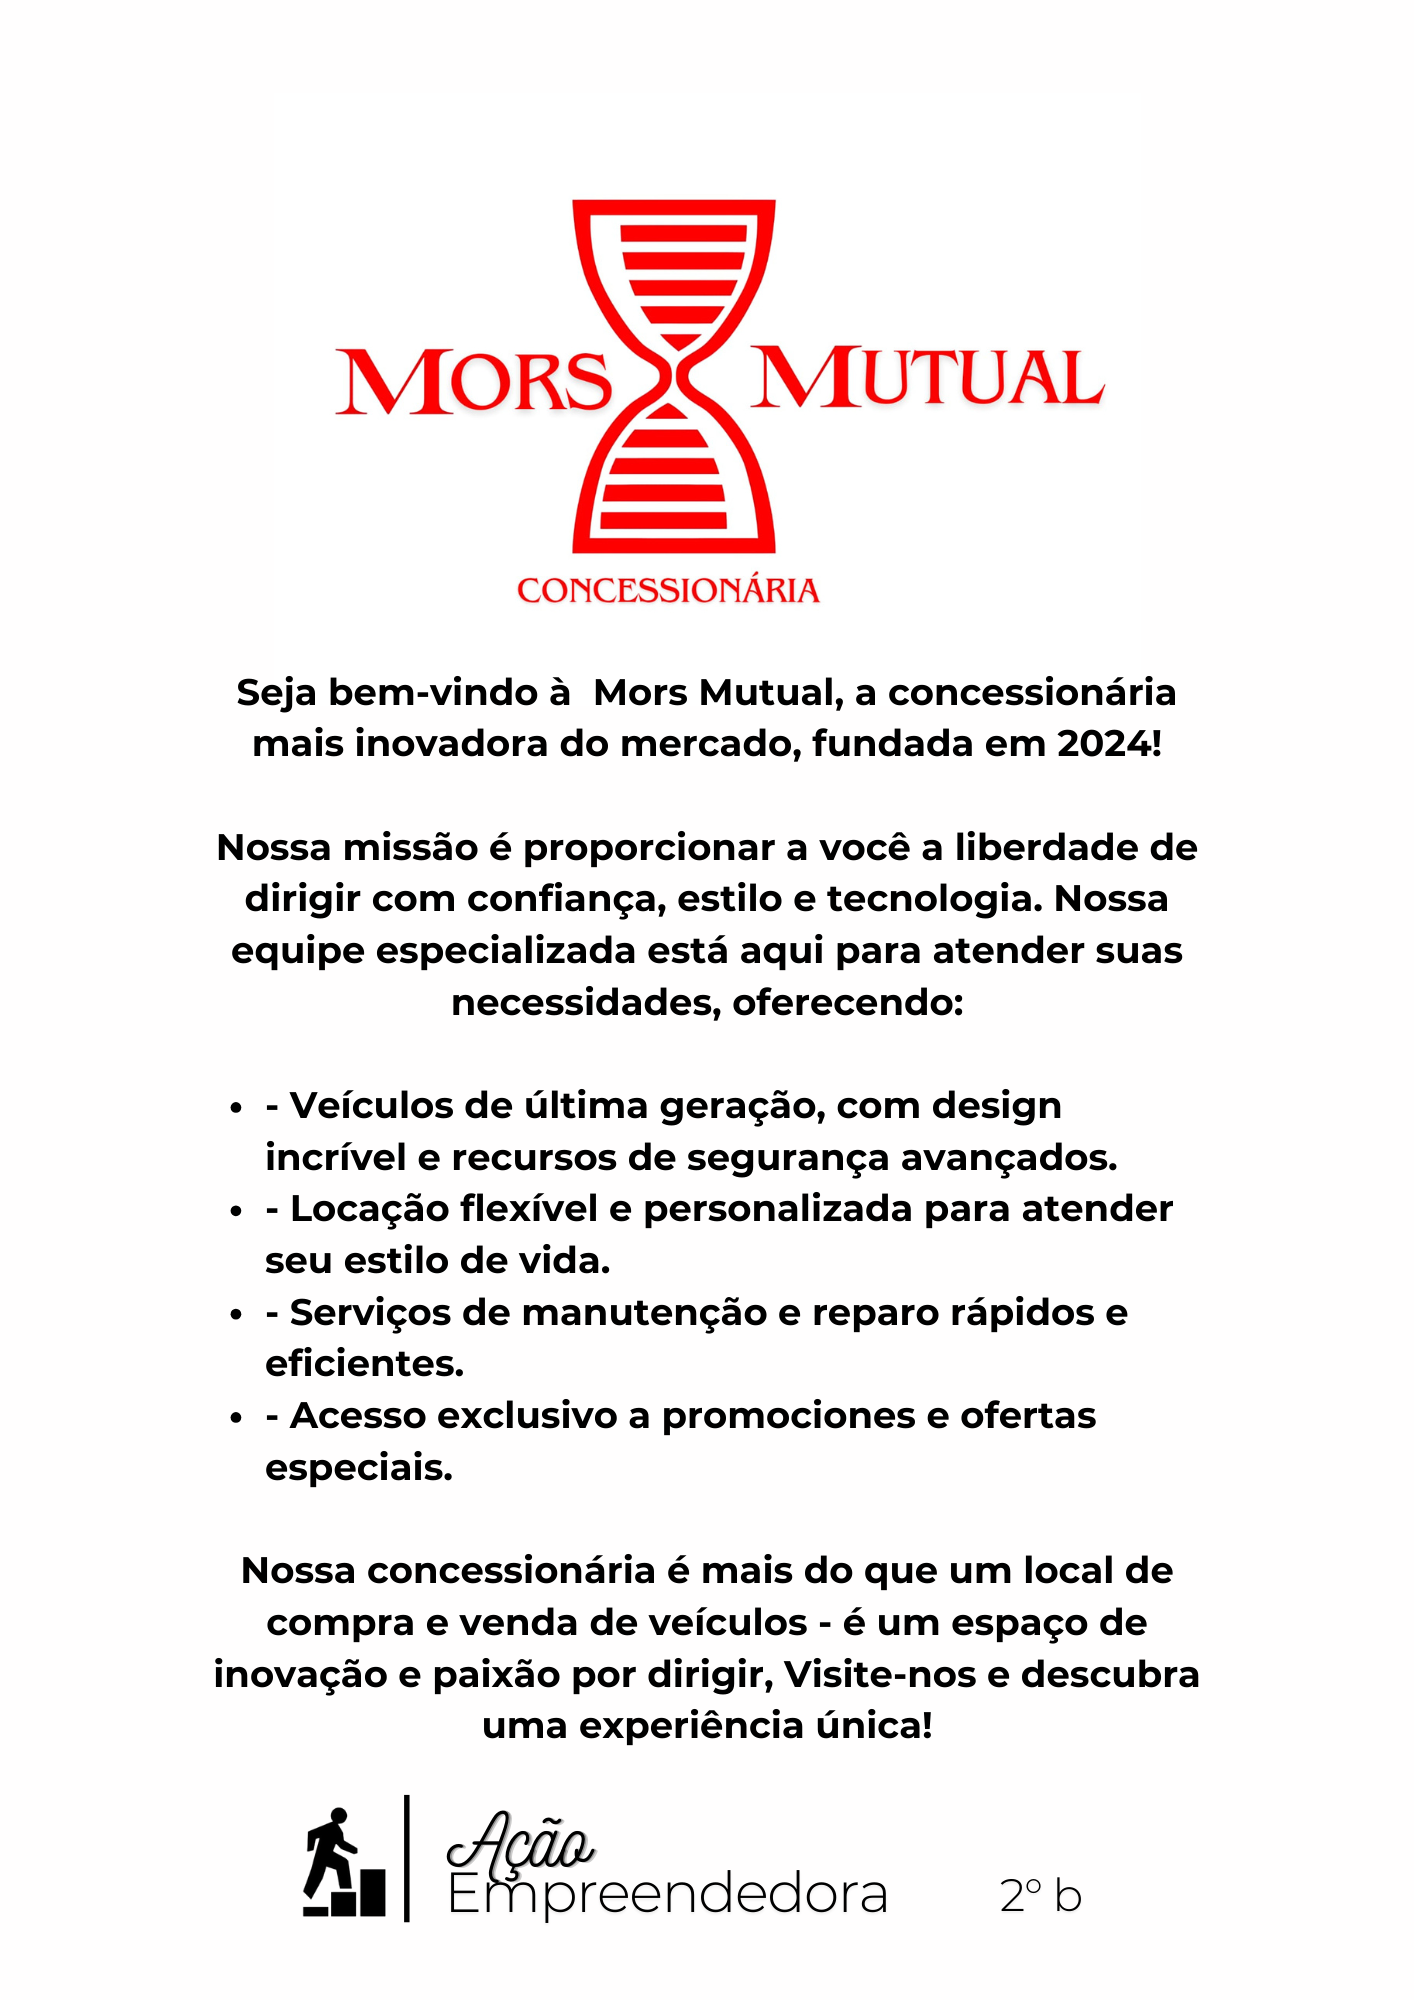 MORS MUTUAL
CONCESSIONÁRIA
Seja bem-vindo à  Mors Mutual, a concessionária
mais inovadora do mercado, fundada em 2024!
Nossa missão é proporcionar a você a liberdade de
dirigir com confiança, estilo e tecnologia. Nossa
equipe especializada está aqui para atender suas
necessidades, oferecendo:
• - Veículos de última geração, com design
incrível e recursos de segurança avançados.
• - Locação flexível e personalizada para atender
seu estilo de vida.
• - Serviços de manutenção e reparo rápidos e
eficientes.
• - Acesso exclusivo a promociones e ofertas
especiais.
Nossa concessionária é mais do que um local de
compra e venda de veículos - é um espaço de
inovação e paixão por dirigir, Visite-nos e descubra
uma experiência única!
Ação
Empreendedora
2º b